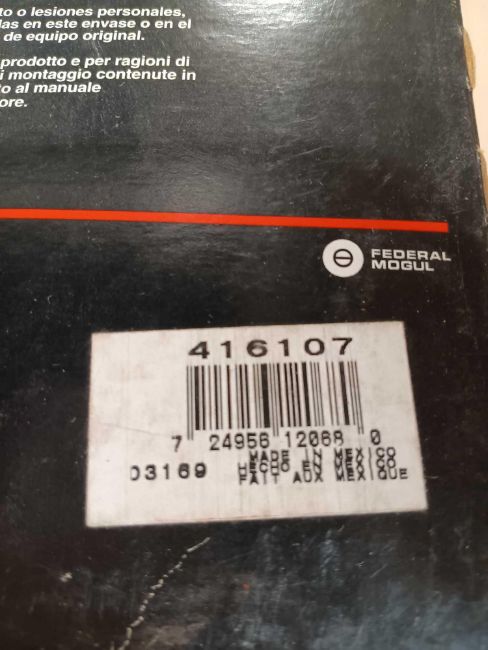 to o lesiones personales,
das en este envase o en el
de equipo original.
prodotto e per ragioni di
i montaggio contenute in
to al manuale
ore.
FEDERAL
MOGUL
416107
7 24956 12068 0
03169
MADE IN MEXICO
HECHO EN MEXICO
FAIT AUX MEXIQUE